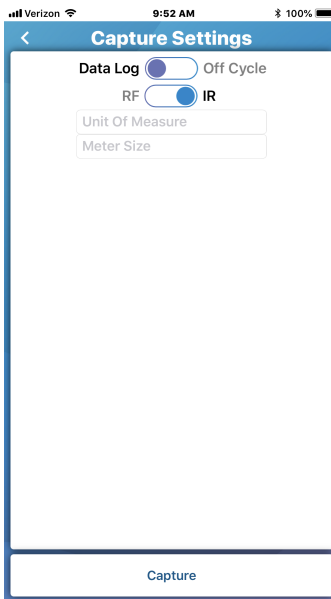 Verizon 9:52 AM 100%
Capture Settings
Data Log Off Cycle
RF IR
Unit Of Measure
Meter Size
Capture